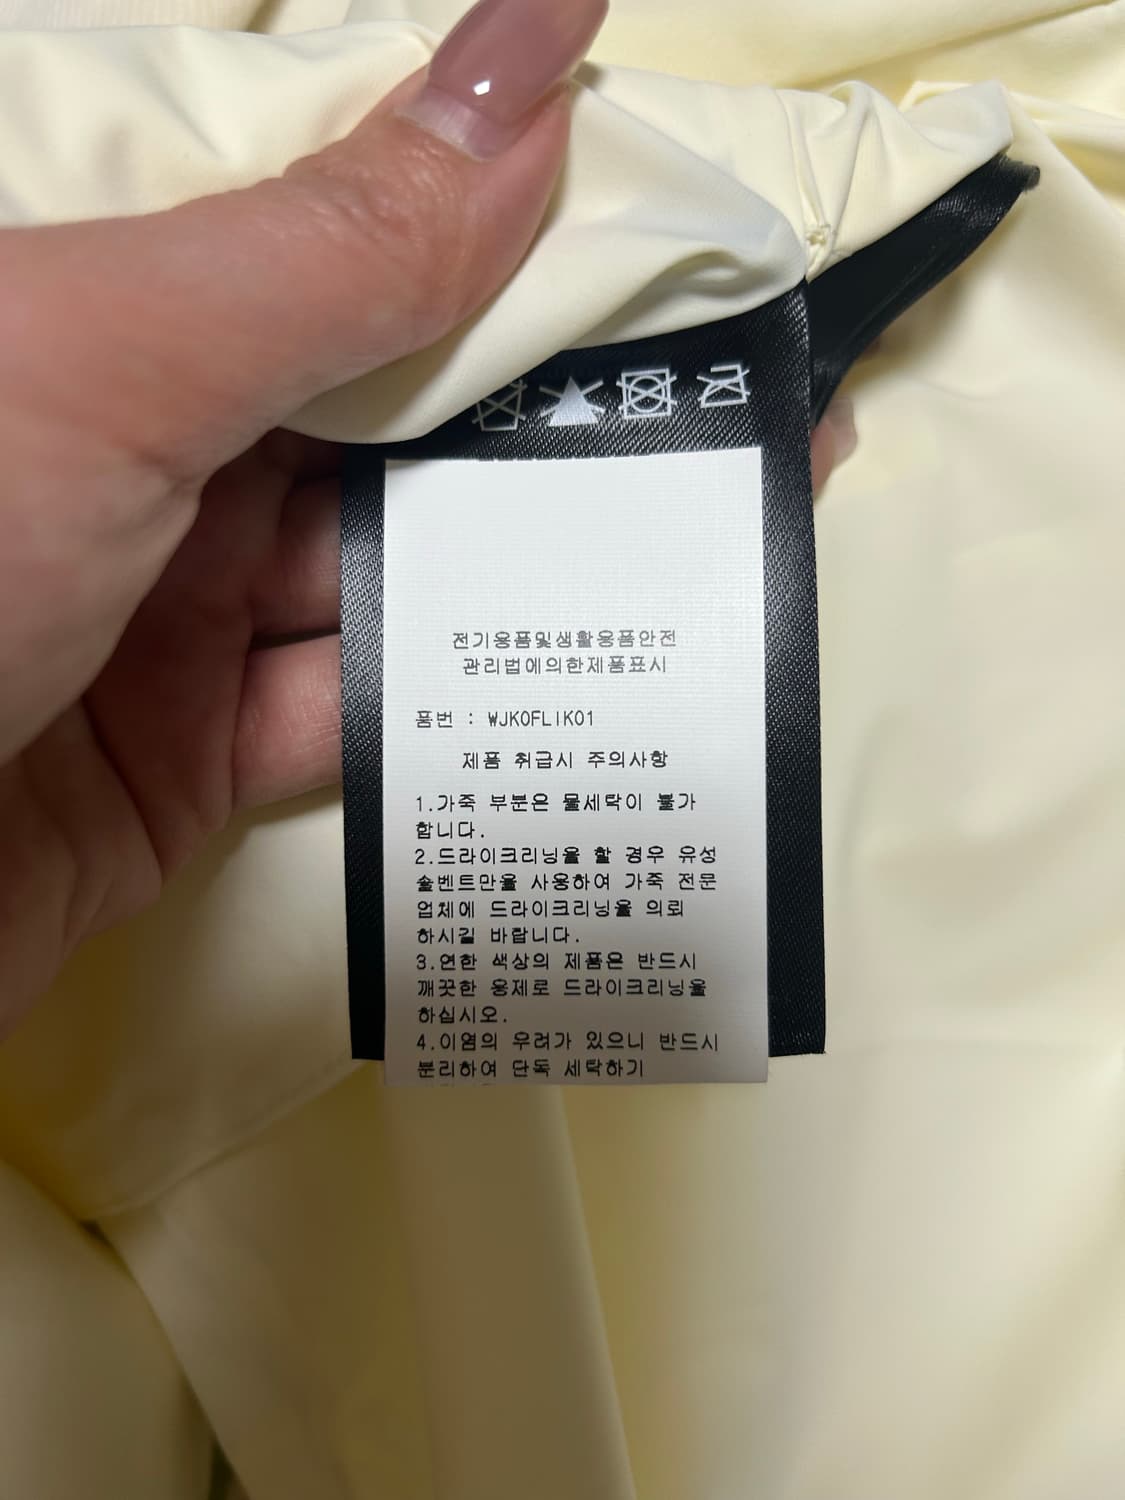 전기용품및생활용품안전
관리법에의한제품표시
품번 : WJK0FLIK01
제품 취급시 주의사항
1.가죽 부분은 물세탁이 불가
합니다.
2.드라이크리닝을 할 경우 유성
솔벤트만을 사용하여 가죽 전문
업체에 드라이크리닝을 의뢰
하시길 바랍니다.
3.연한 색상의 제품은 반드시
깨끗한 용제로 드라이크리닝을
하십시오.
4.이염의 우려가 있으니 반드시
분리하여 단독 세탁하기